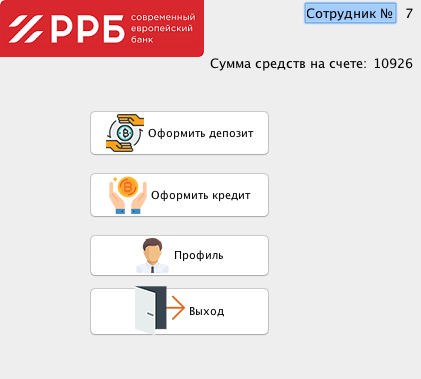 РРБ
современный
европейский
банк
Сотрудник № 7
Сумма средств на счете: 10926
Оформить депозит
Оформить кредит
Профиль
Выход